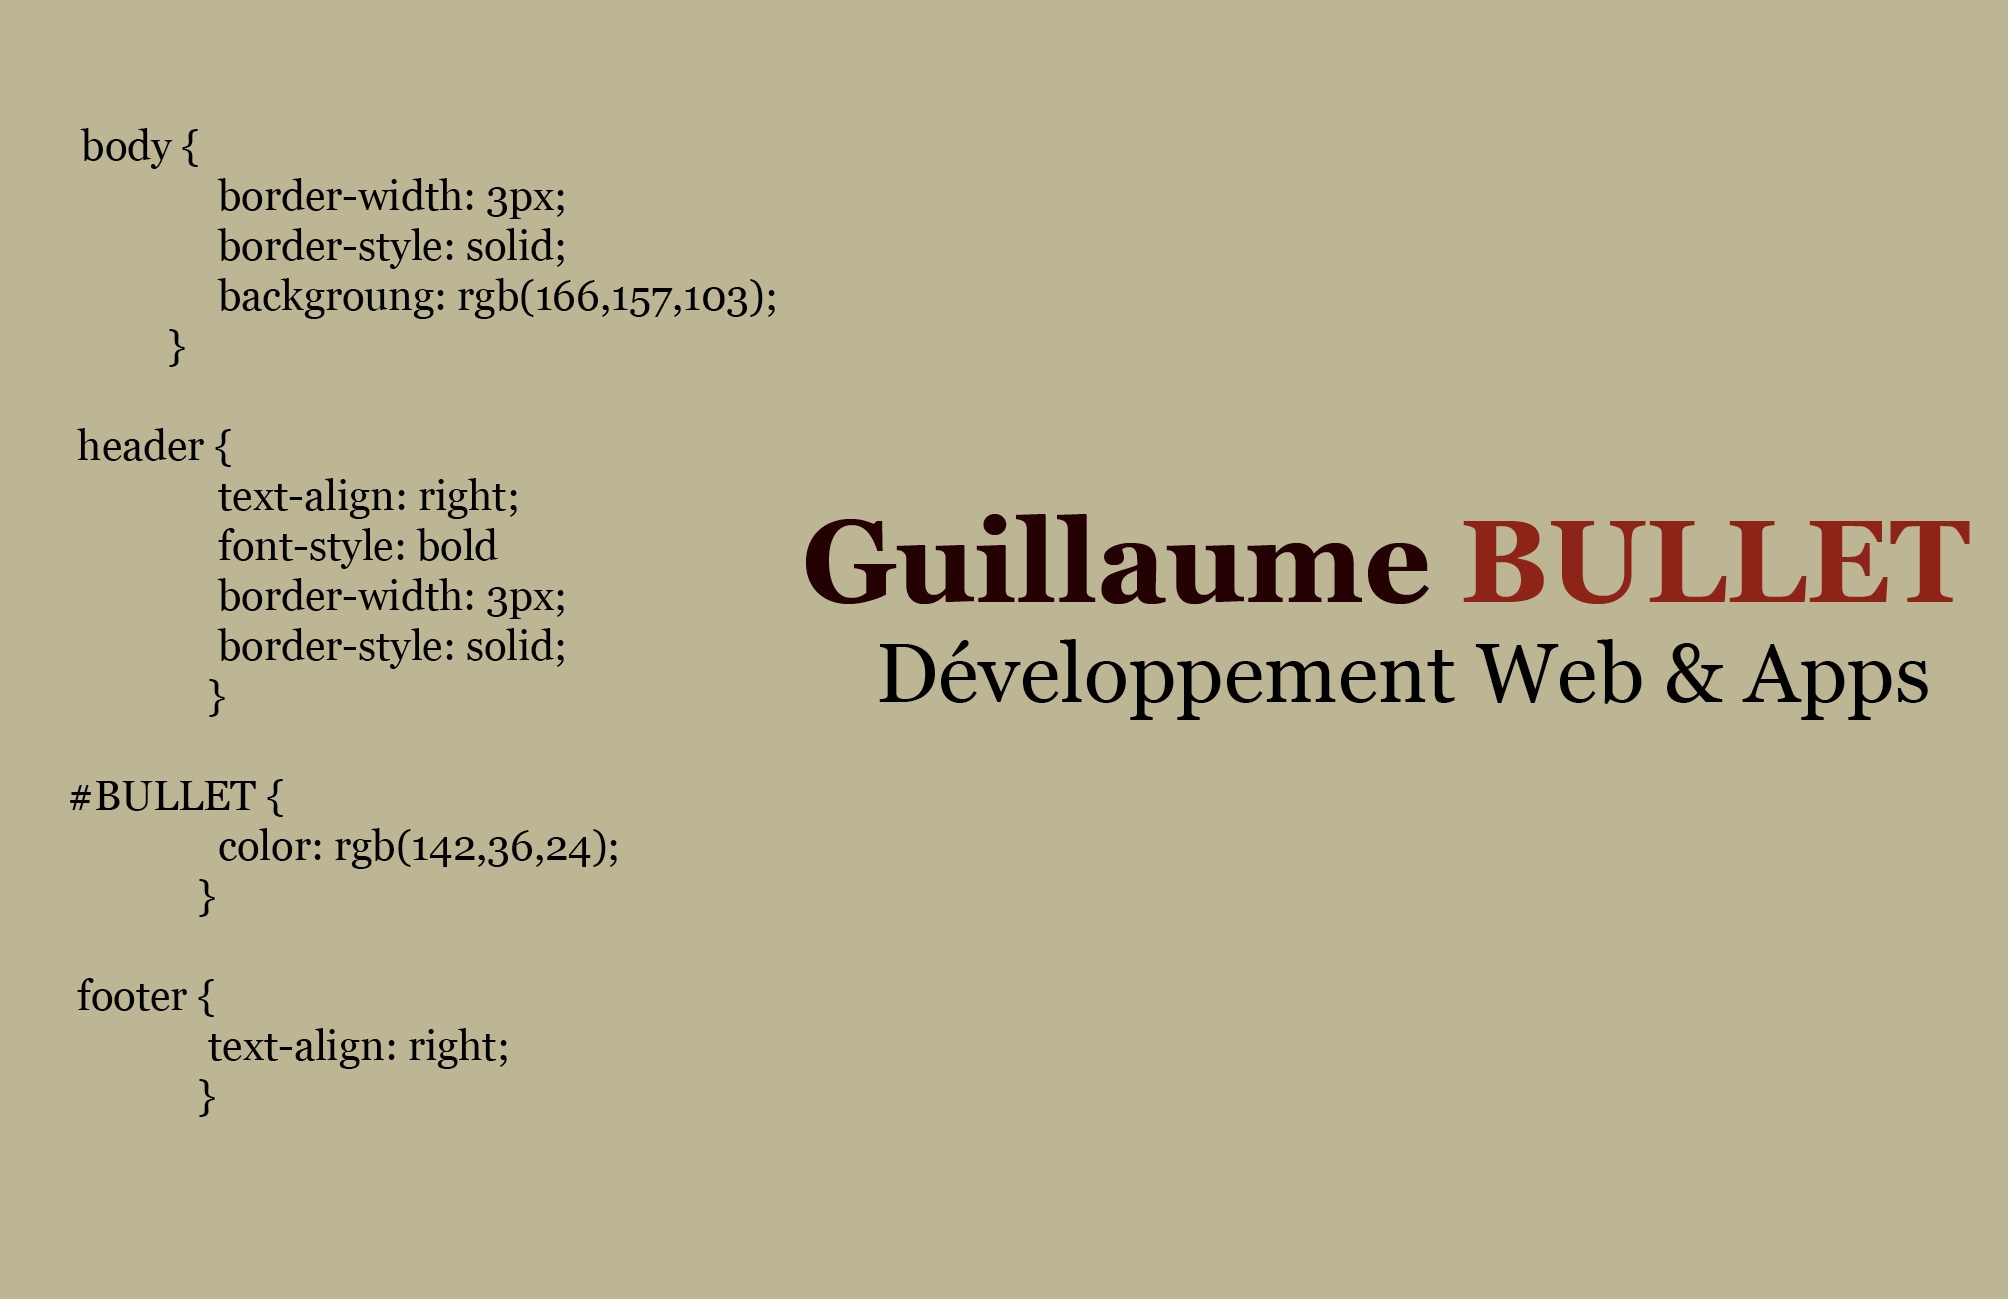 body {
border-width: 3px;
border-style: solid;
backgroung: rgb(166,157,103);
}
header {
text-align: right;
font-style: bold
border-width: 3px;
border-style: solid;
}
#BULLET {
color: rgb(142,36,24);
}
footer {
text-align: right;
}
Guillaume BULLET
Développement Web & Apps